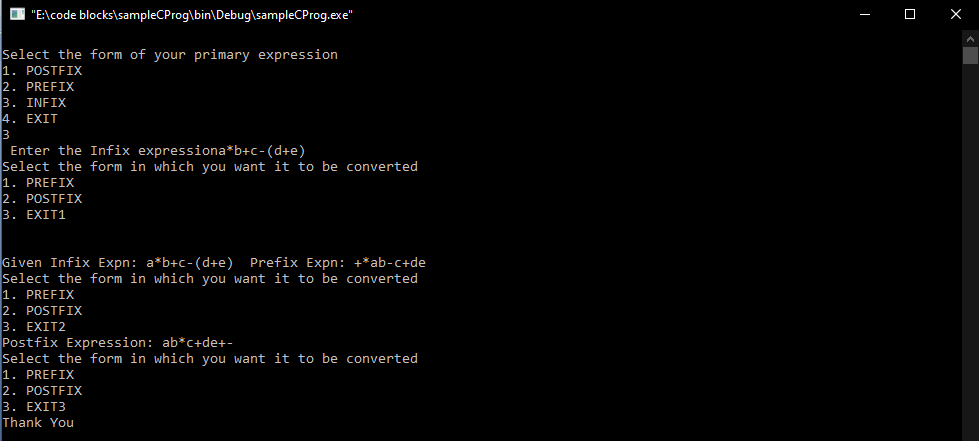 "E:\code blocks\sampleCProg\bin\Debug\sampleCProg.exe"
Select the form of your primary expression
1. POSTFIX
2. PREFIX
3. INFIX
4. EXIT
3
 Enter the Infix expressiona*b+c-(d+e)
Select the form in which you want it to be converted
1. PREFIX
2. POSTFIX
3. EXIT1
Given Infix Expn: a*b+c-(d+e)  Prefix Expn: +*ab-c+de
Select the form in which you want it to be converted
1. PREFIX
2. POSTFIX
3. EXIT2
Postfix Expression: ab*c+de+-
Select the form in which you want it to be converted
1. PREFIX
2. POSTFIX
3. EXIT3
Thank You